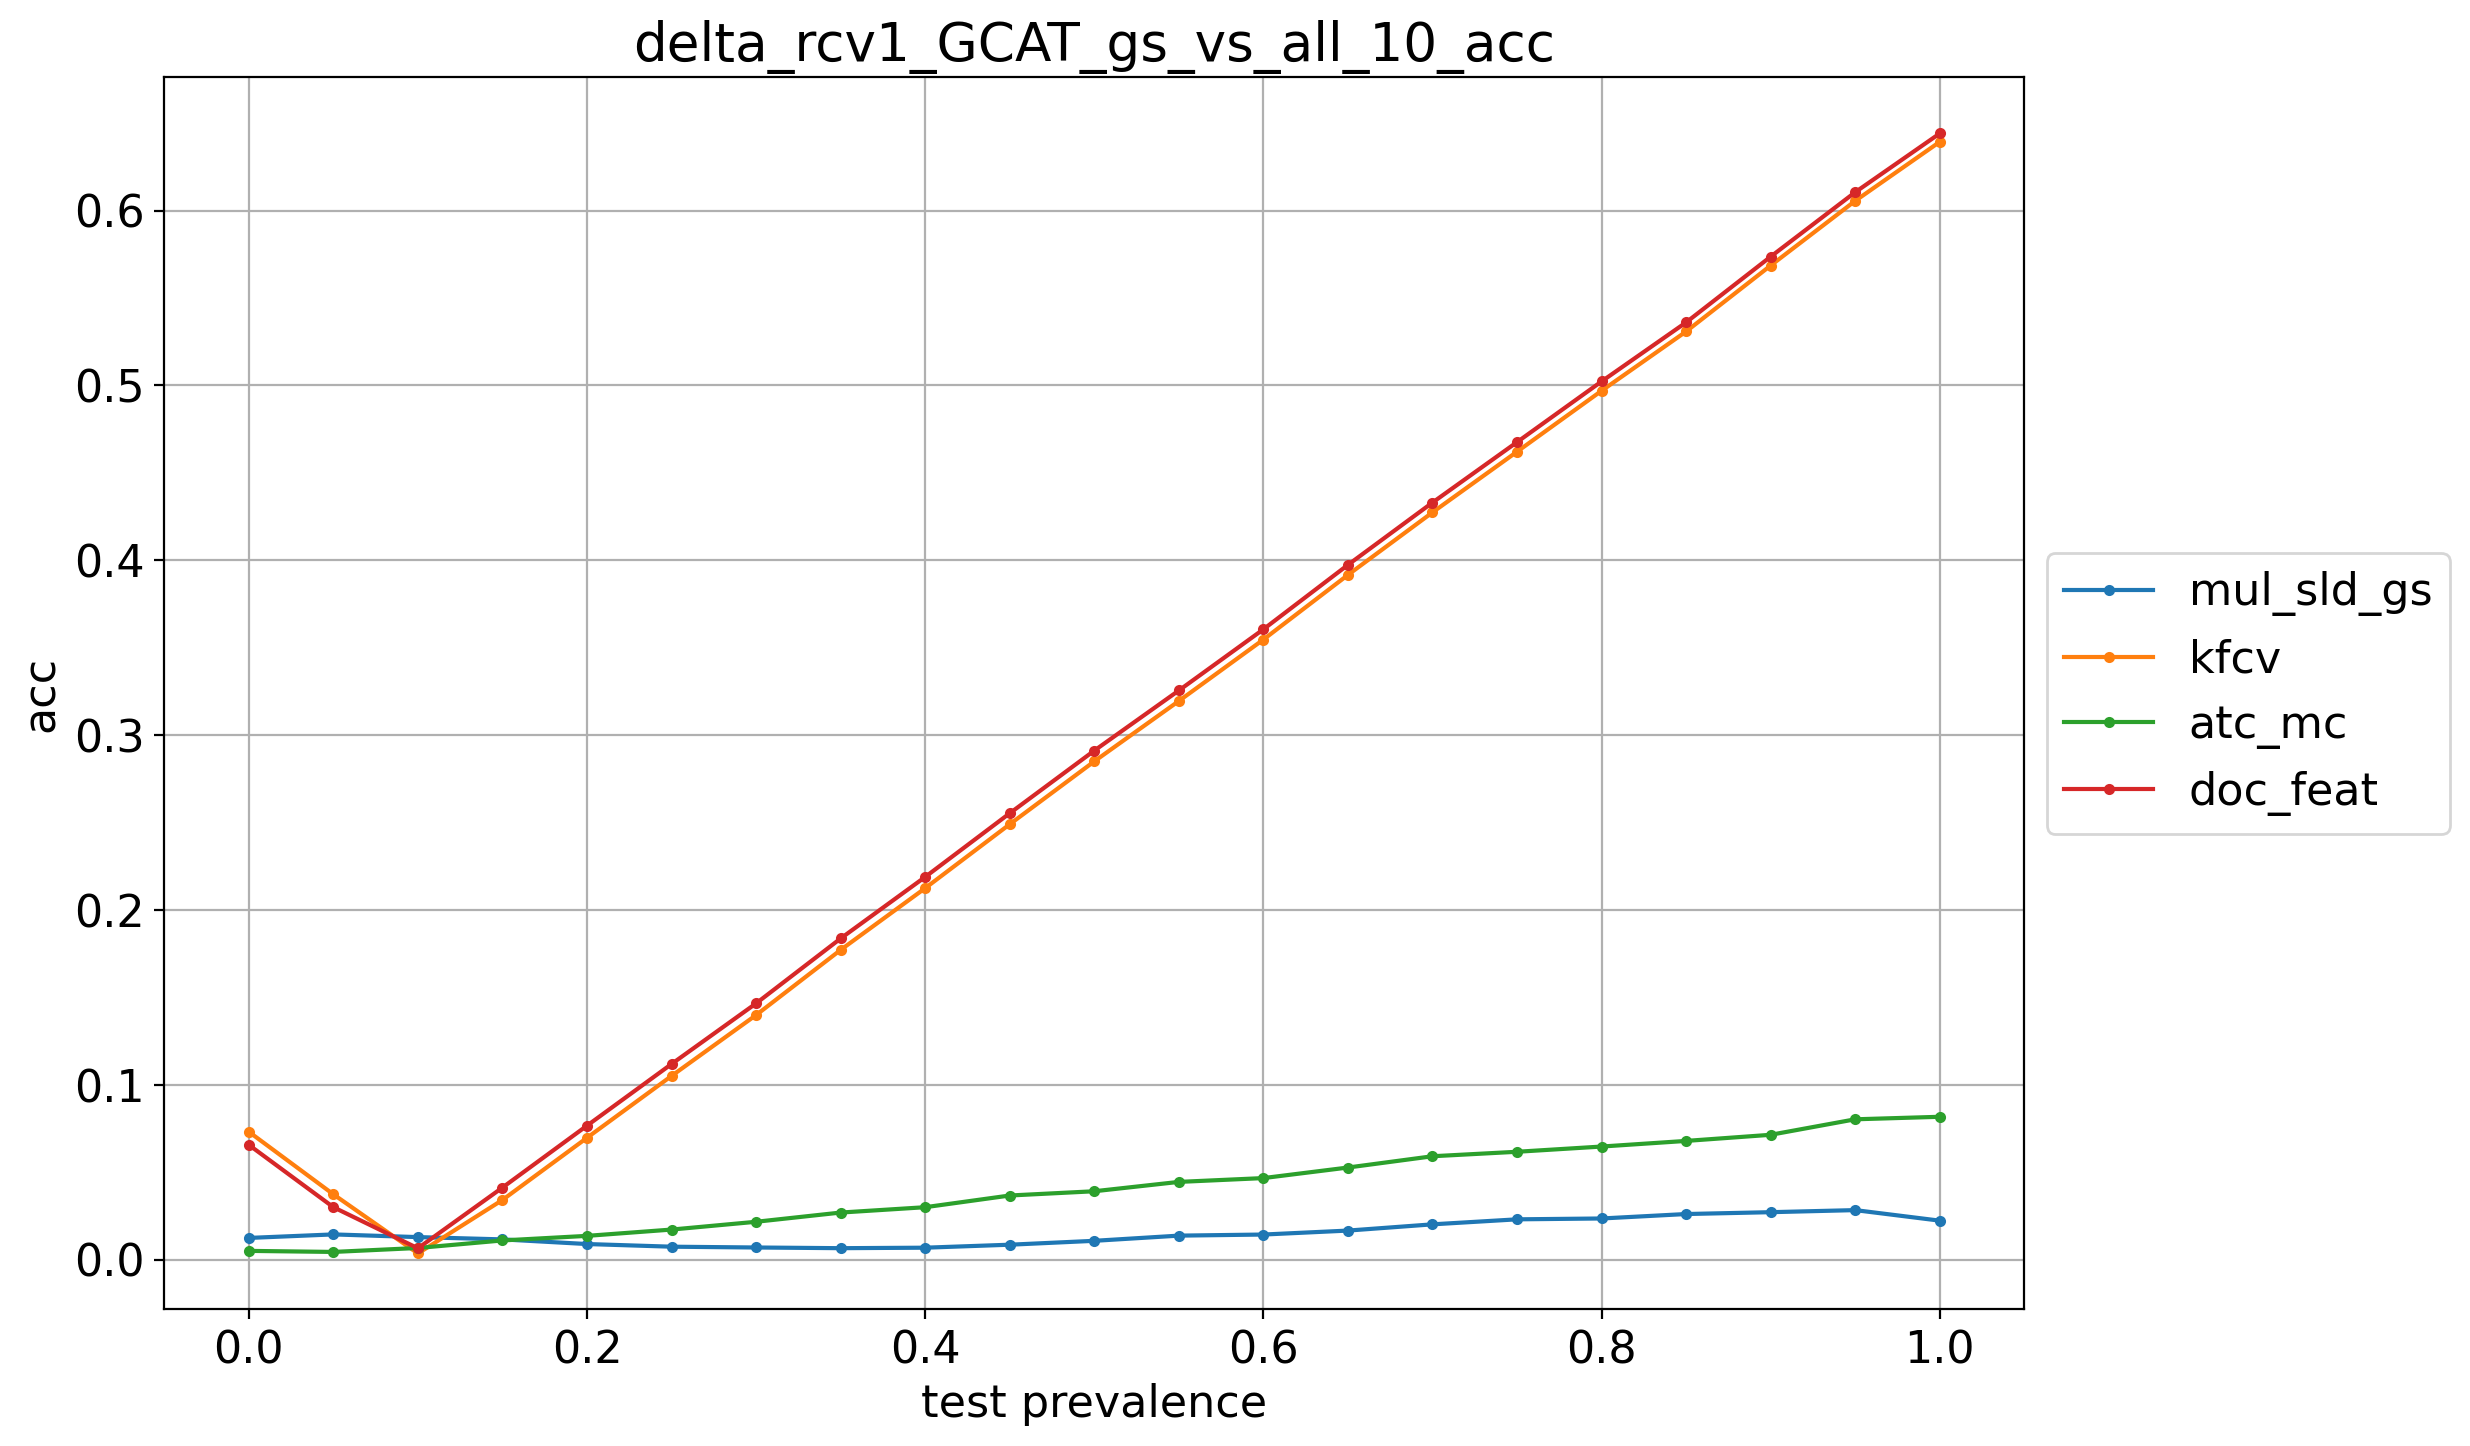 delta_rcv1_GCAT_gs_vs_all_10_acc
0.6
0.5
0.4
0.3
0.2
0.1
0.0
acc
0.0 0.2 0.4 0.6 0.8 1.0
test prevalence
mul_sld_gs
kfcv
atc_mc
doc_feat